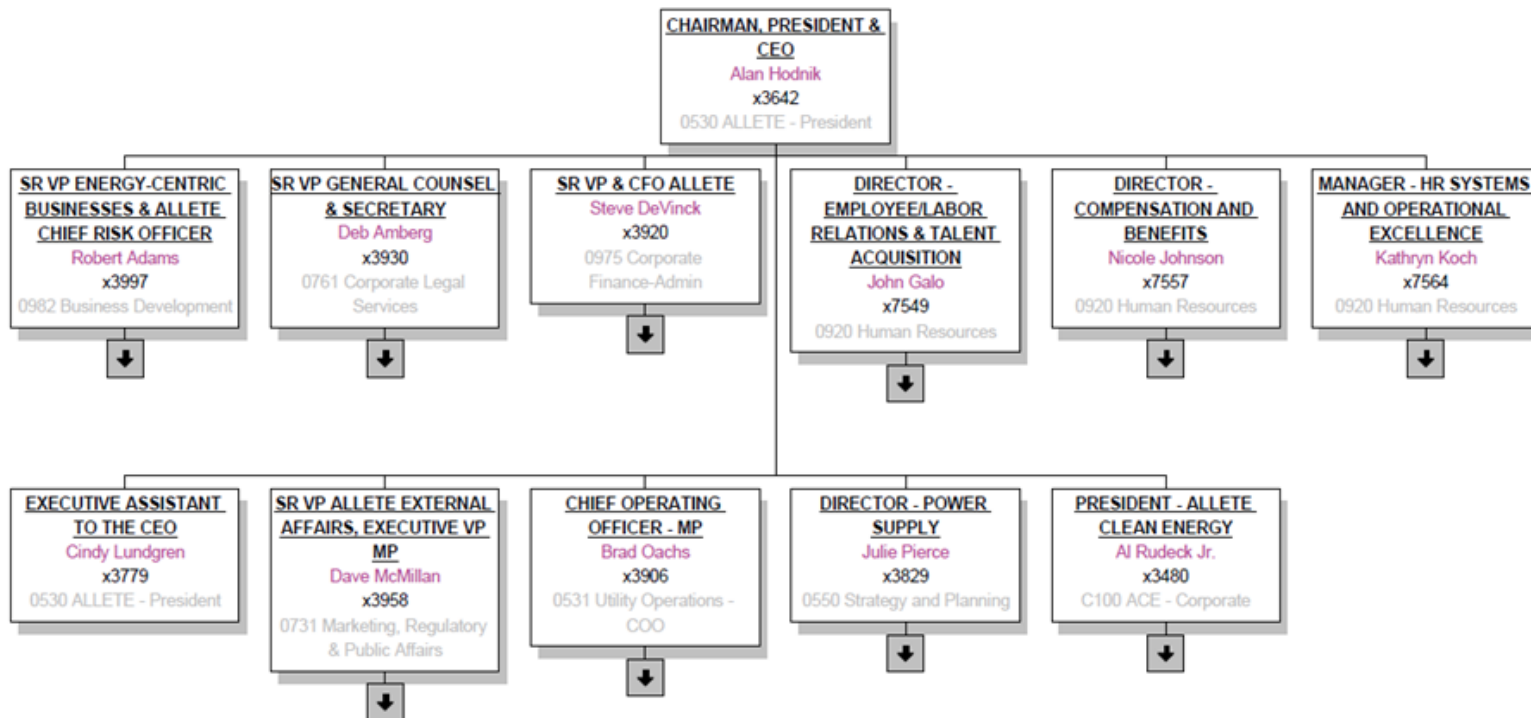 CHAIRMAN, PRESIDENT &
CEO
Alan Hodnik
x3642
0530 ALLETE - President
SR VP ENERGY-CENTRIC
BUSINESSES & ALLETE
CHIEF RISK OFFICER
Robert Adams
x3997
0982 Business Development
SR VP GENERAL COUNSEL
& SECRETARY
Deb Amberg
x3930
0761 Corporate Legal
Services
SR VP & CFO ALLETE
Steve DeVinck
x3920
0975 Corporate
Finance-Admin
DIRECTOR -
EMPLOYEE/LABOR
RELATIONS & TALENT
ACQUISITION
John Galo
x7549
0920 Human Resources
DIRECTOR -
COMPENSATION AND
BENEFITS
Nicole Johnson
x7557
0920 Human Resources
MANAGER - HR SYSTEMS
AND OPERATIONAL
EXCELLENCE
Kathryn Koch
x7564
0920 Human Resources
EXECUTIVE ASSISTANT
TO THE CEO
Cindy Lundgren
x3779
0530 ALLETE - President
SR VP ALLETE EXTERNAL
AFFAIRS, EXECUTIVE VP
MP
Dave McMillan
x3958
0731 Marketing, Regulatory
& Public Affairs
CHIEF OPERATING
OFFICER - MP
Brad Oachs
x3906
0531 Utility Operations -
COO
DIRECTOR - POWER
SUPPLY
Julie Pierce
x3829
0550 Strategy and Planning
PRESIDENT - ALLETE
CLEAN ENERGY
Al Rudeck Jr.
x3480
C100 ACE - Corporate